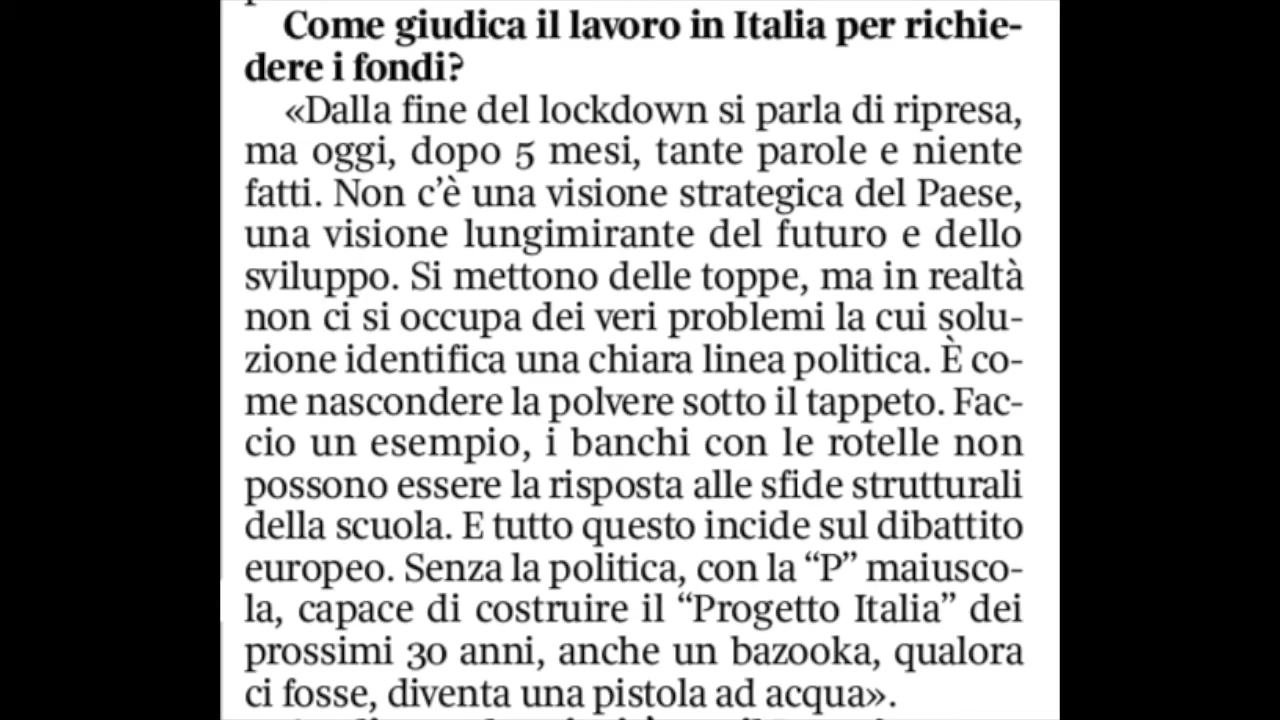 Come giudica il lavoro in Italia per richie-
dere i fondi?
«Dalla fine del lockdown si parla di ripresa,
ma oggi, dopo 5 mesi, tante parole e niente
fatti. Non c’è una visione strategica del Paese,
una visione lungimirante del futuro e dello
sviluppo. Si mettono delle toppe, ma in realtà
non ci si occupa dei veri problemi la cui solu-
zione identifica una chiara linea politica. È co-
me nascondere la polvere sotto il tappeto. Fac-
cio un esempio, i banchi con le rotelle non
possono essere la risposta alle sfide strutturali
della scuola. E tutto questo incide sul dibattito
europeo. Senza la politica, con la “P” maiusco-
la, capace di costruire il “Progetto Italia” dei
prossimi 30 anni, anche un bazooka, qualora
ci fosse, diventa una pistola ad acqua».